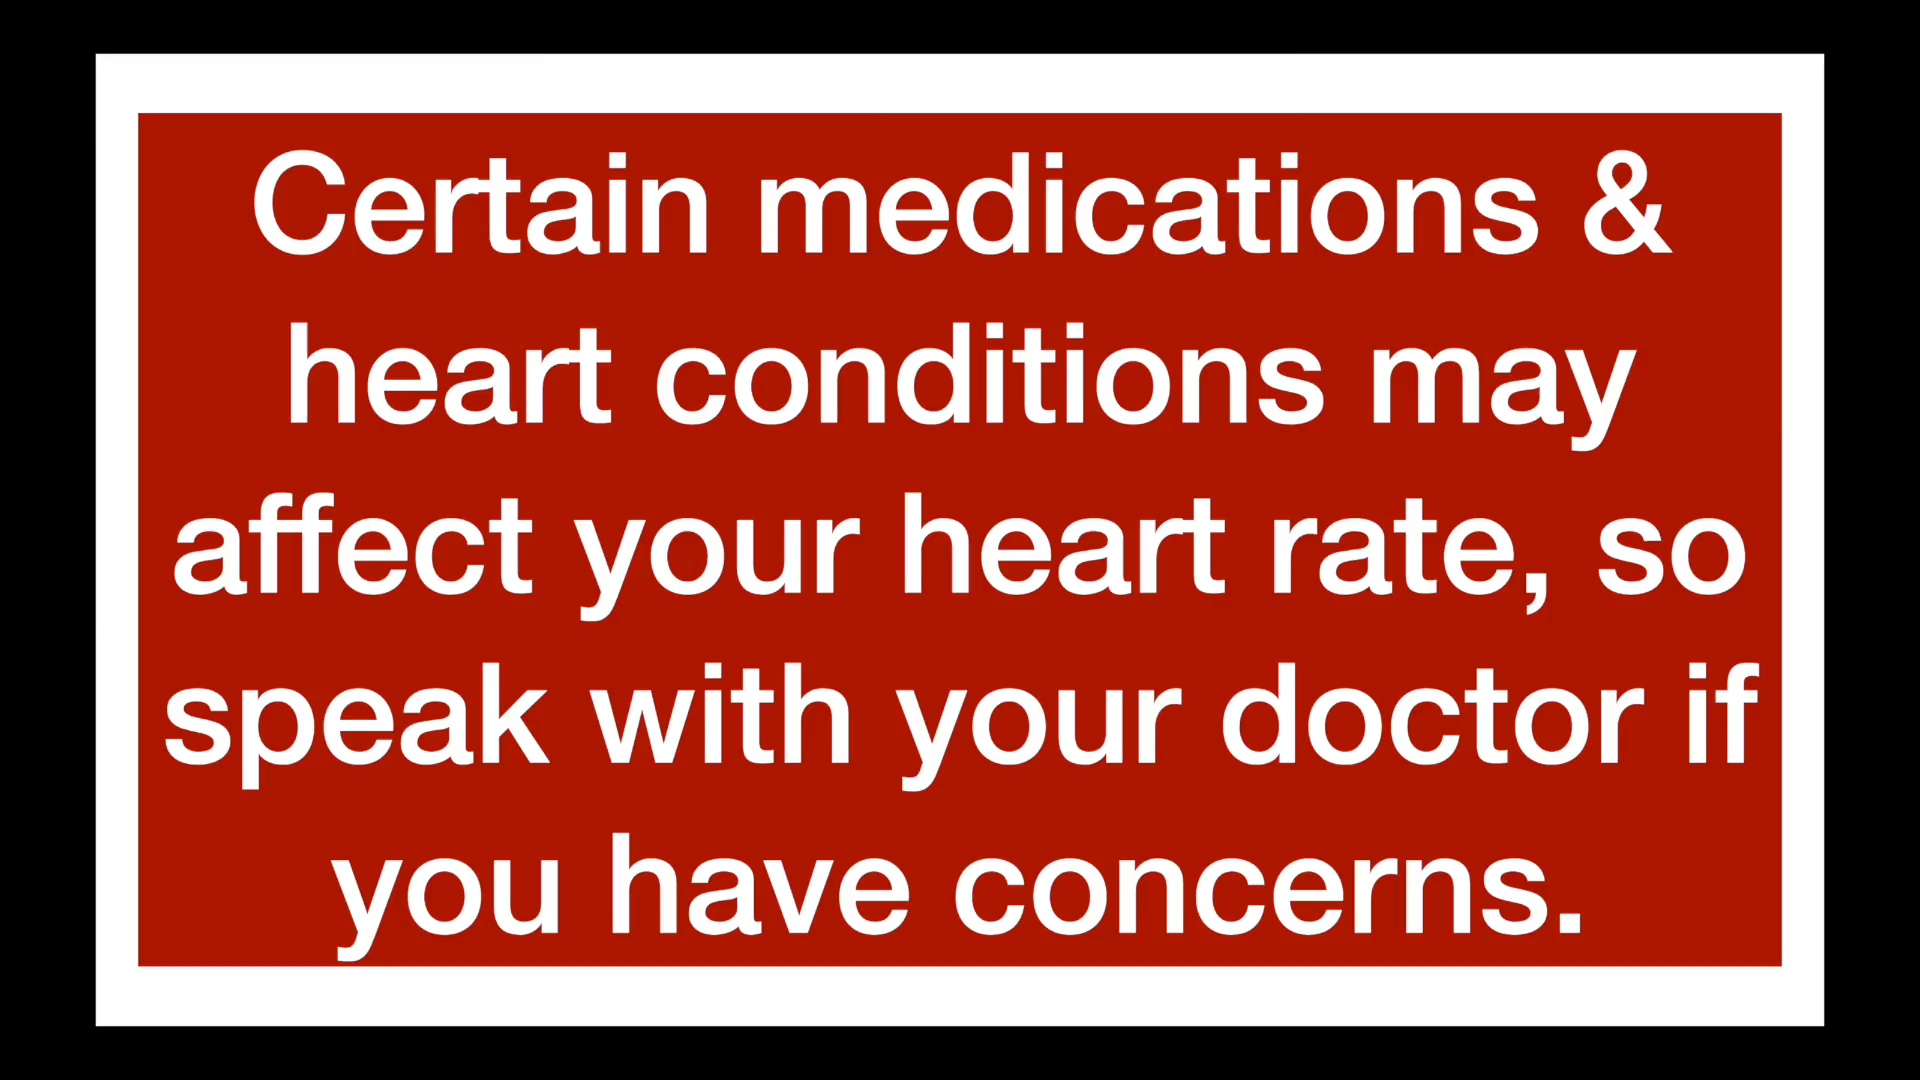 Certain medications &
heart conditions may
affect your heart rate, so
speak with your doctor if
you have concerns.